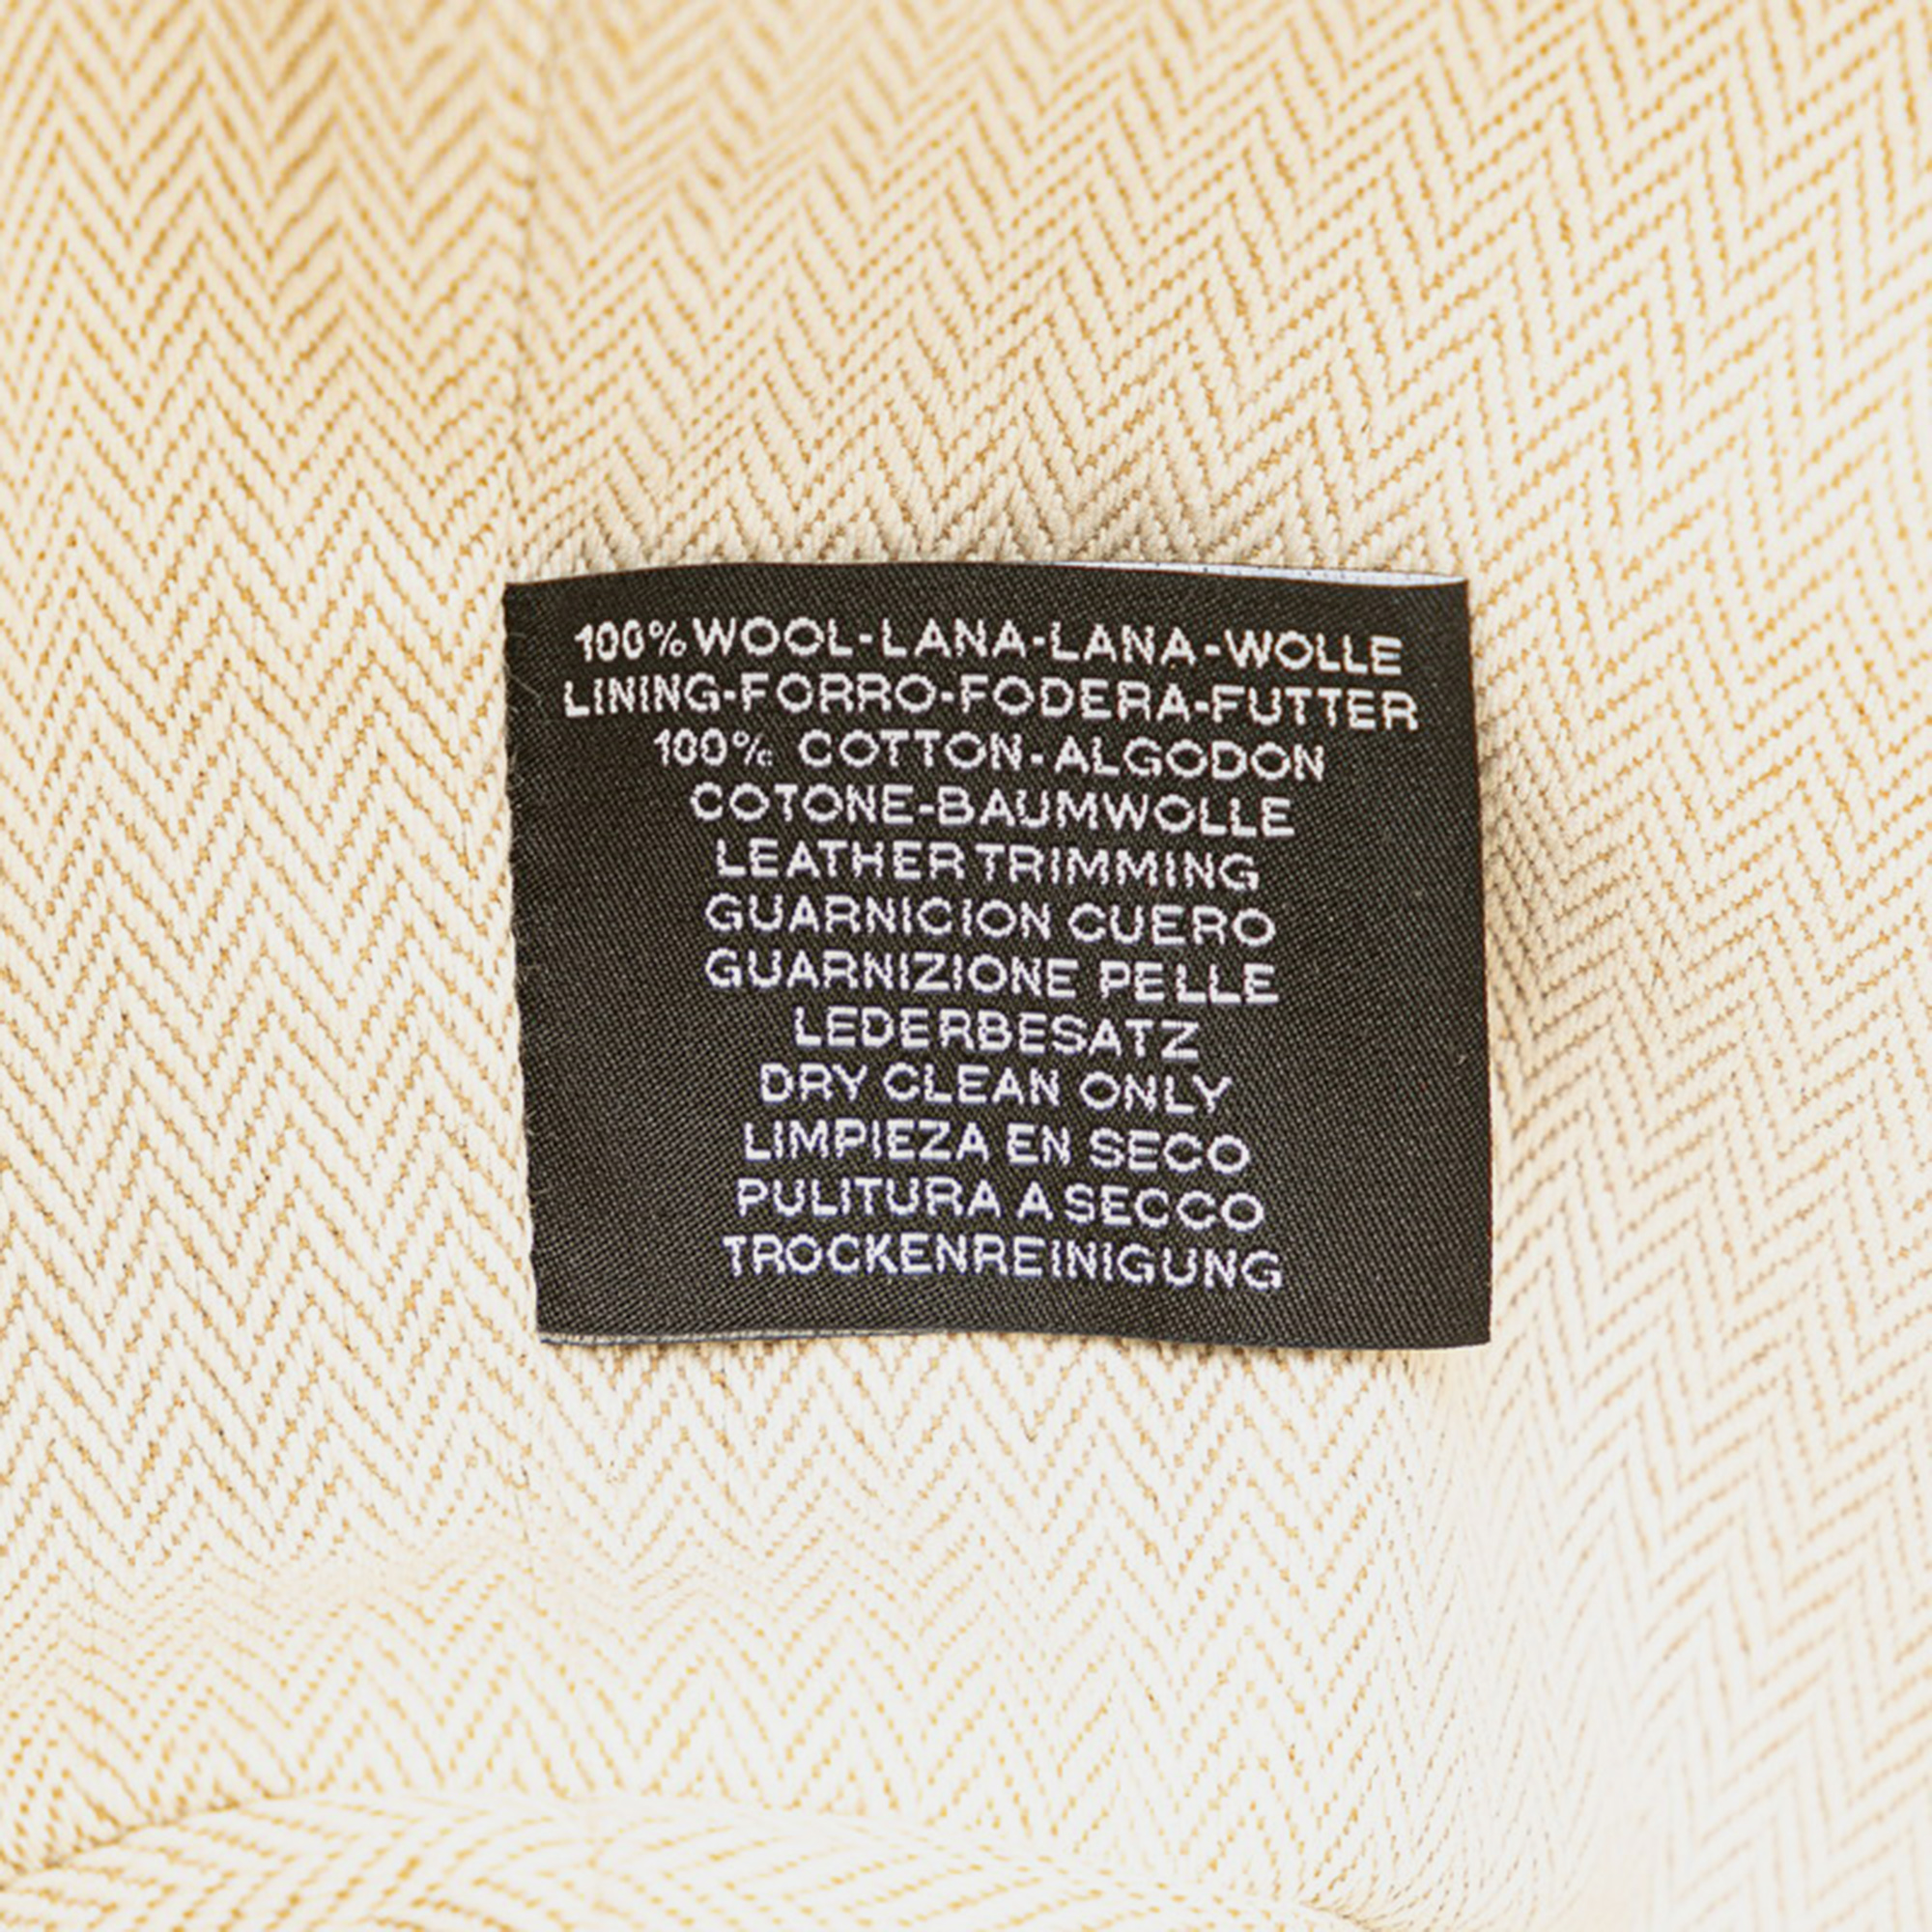 100% WOOL-LANA-LANA-WOLLE
LINING-FORRO-FODERA-FUTTER
100% COTTON-ALGODON
COTONE-BAUMWOLLE
LEATHER TRIMMING
GUARNICION CUERO
GUARNIZIONE PELLE
LEDERBESATZ
DRY CLEAN ONLY
LIMPIEZA EN SECO
PULITURA A SECCO
TROCKENREINIGUNG